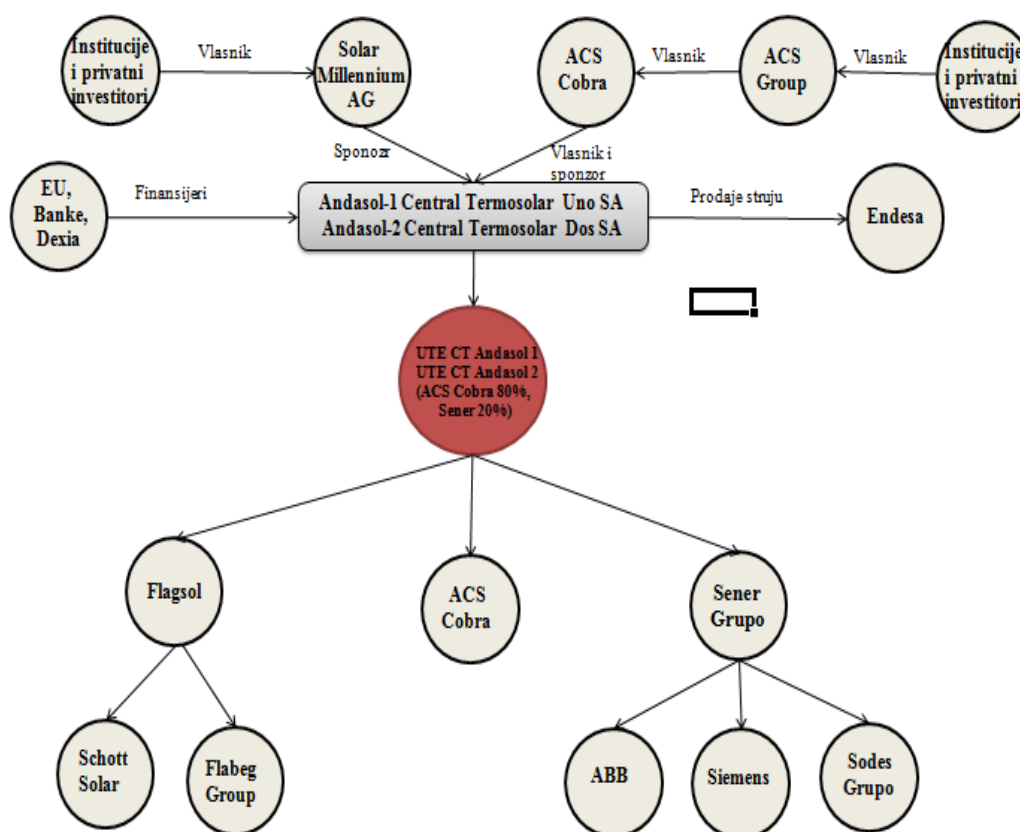 Institucije
i privatni
investitori
Vlasnik
Solar
Millennium
AG
ACS
Cobra
Vlasnik
ACS
Group
Vlasnik
Institucije
i privatni
investitori
Sponozr
Vlasnik i
sponzor
EU,
Banke,
Dexia
Finansijeri
Andasol-1 Central Termosolar Uno SA
Andasol-2 Central Termosolar Dos SA
Prodaje struju
Endesa
UTE CT Andasol 1
UTE CT Andasol 2
(ACS Cobra 80%,
Sener 20%)
Flagsol
ACS
Cobra
Sener
Grupo
Schott
Solar
Flabeg
Group
ABB
Siemens
Sodes
Grupo